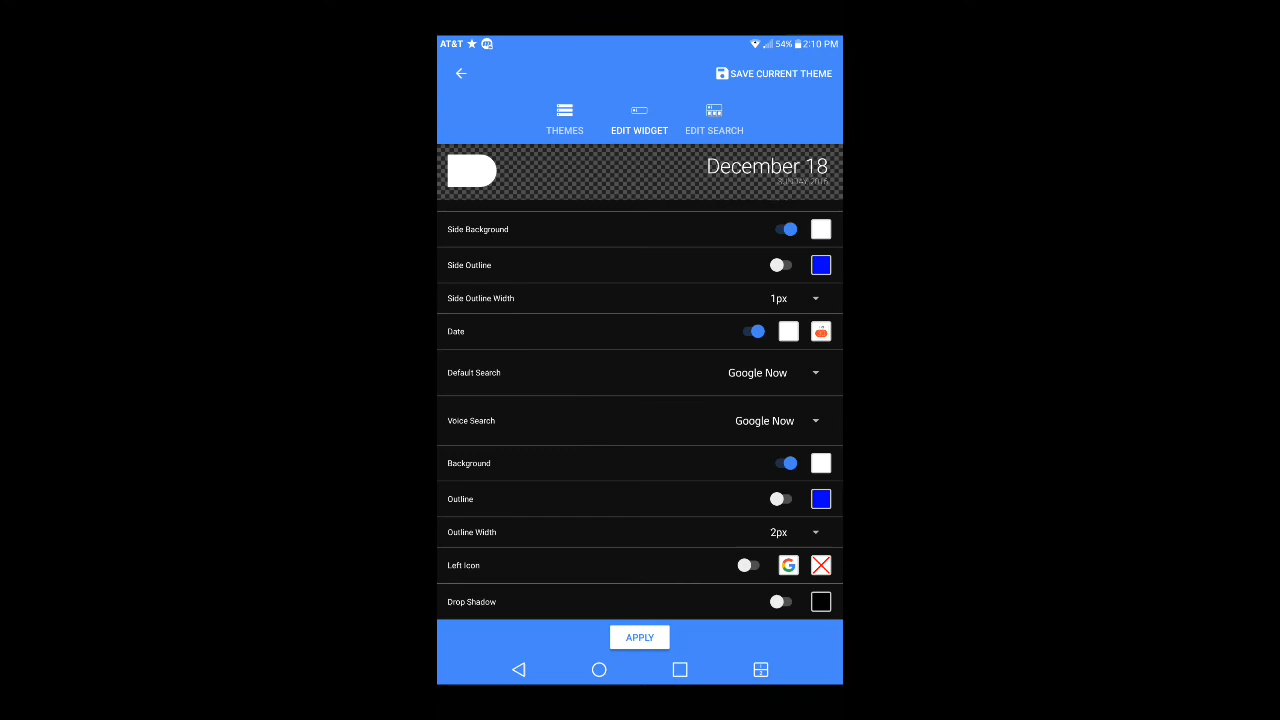 AT&T 54% 2:10 PM
SAVE CURRENT THEME
THEMES EDIT WIDGET EDIT SEARCH
December 18
SUNDAY, 2016
Side Background
Side Outline
Side Outline Width 1px
Date
Default Search Google Now
Voice Search Google Now
Background
Outline
Outline Width 2px
Left Icon G
Drop Shadow
APPLY